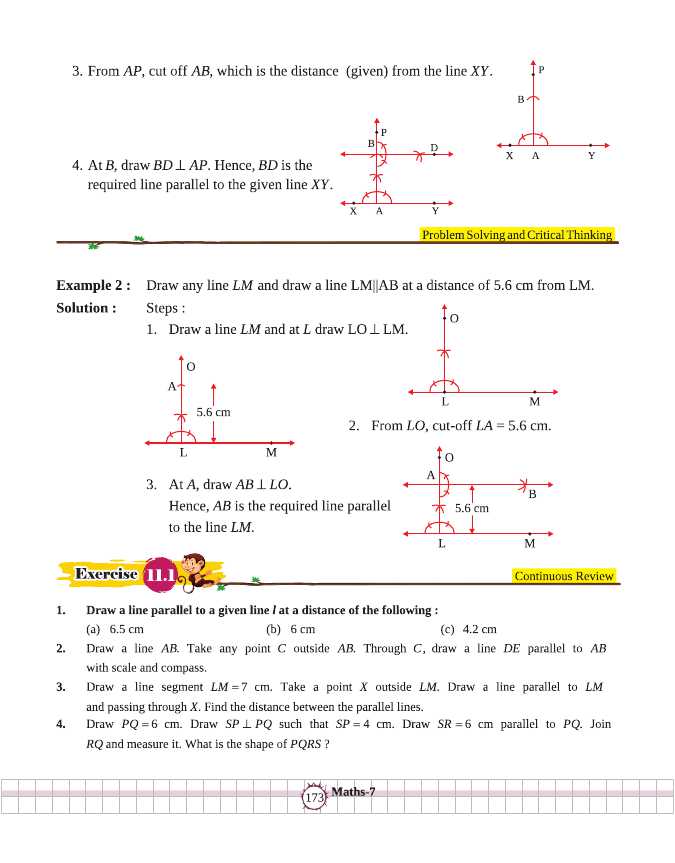 3. From AP, cut off AB, which is the distance (given) from the line XY.
P
B
X A Y
P
B
D
4. At B, draw BD ⊥ AP. Hence, BD is the
required line parallel to the given line XY.
X A Y
Problem Solving and Critical Thinking
Example 2 : Draw any line LM and draw a line LM||AB at a distance of 5.6 cm from LM.
Solution : Steps :
1. Draw a line LM and at L draw LO ⊥ LM.
O
L M
O
A
5.6 cm
L M
2. From LO, cut-off LA = 5.6 cm.
3. At A, draw AB ⊥ LO.
Hence, AB is the required line parallel
to the line LM.
O
A
B
5.6 cm
L M
Exercise 11.1
Continuous Review
1. Draw a line parallel to a given line l at a distance of the following :
(a) 6.5 cm (b) 6 cm (c) 4.2 cm
2. Draw a line AB. Take any point C outside AB. Through C, draw a line DE parallel to AB
with scale and compass.
3. Draw a line segment LM = 7 cm. Take a point X outside LM. Draw a line parallel to LM
and passing through X. Find the distance between the parallel lines.
4. Draw PQ = 6 cm. Draw SP ⊥ PQ such that SP = 4 cm. Draw SR = 6 cm parallel to PQ. Join
RQ and measure it. What is the shape of PQRS ?
173 Maths-7